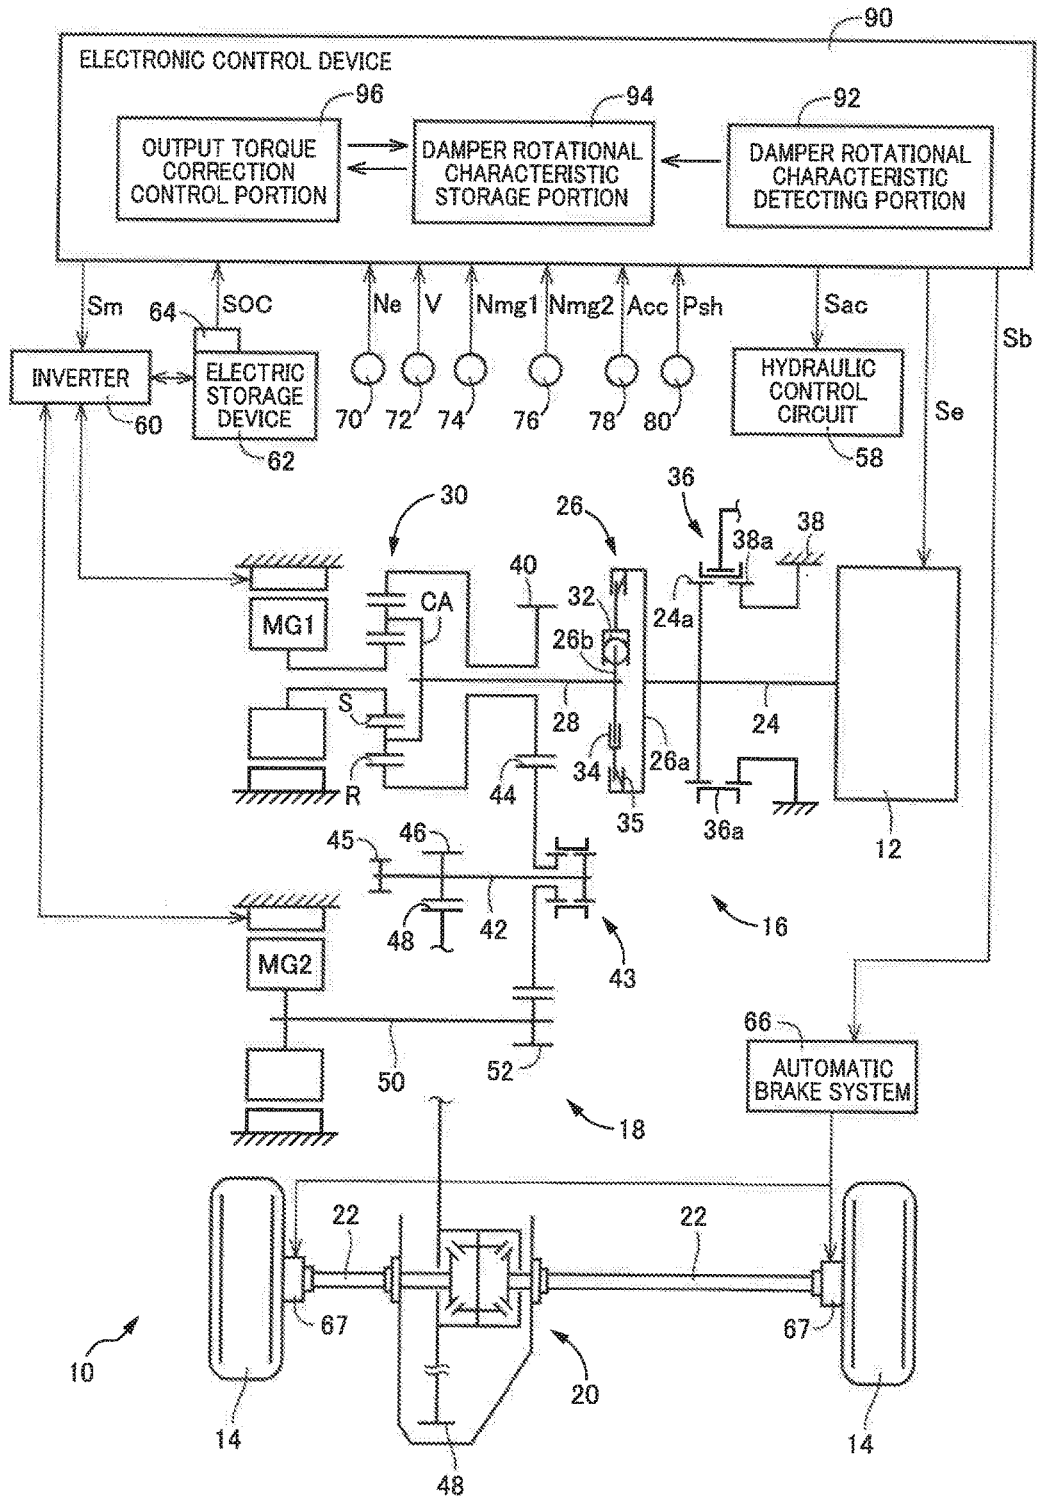 90
ELECTRONIC CONTROL DEVICE
96
94
92
OUTPUT TORQUE
CORRECTION
CONTROL PORTION
DAMPER ROTATIONAL
CHARACTERISTIC
STORAGE PORTION
DAMPER ROTATIONAL
CHARACTERISTIC
DETECTING PORTION
Sm
SOC
Ne
V
Nmg1
Nmg2
Acc
Psh
Sac
Se
Sb
64
INVERTER
60
ELECTRIC
STORAGE
DEVICE
62
70
72
74
76
78
80
HYDRAULIC
CONTROL
CIRCUIT
58
30
26
36
38
38a
40
32
24a
MG1
CA
26b
S
28
24
R
44
34
26a
35
36a
12
45
46
48
42
43
16
MG2
50
52
66
AUTOMATIC
BRAKE SYSTEM
18
22
22
67
67
10
20
14
14
48